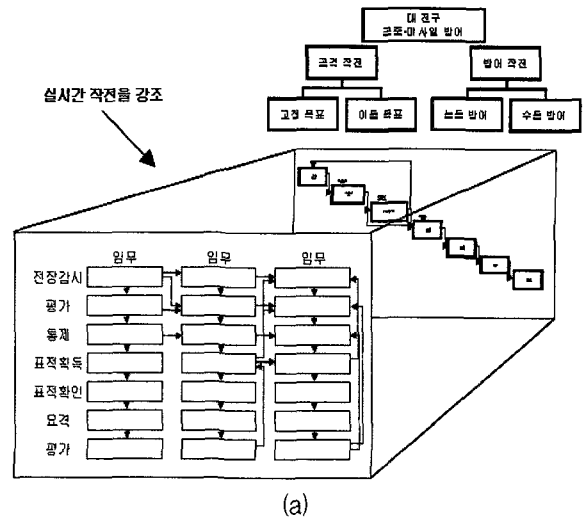 대 전구
크루-미사일 방어
공격 작전
방어 작전
고정 목표
이동 목표
능동 방어
수동 방어
실시간 작전을 강조
임무
임무
임무
전장감시
평가
통제
표적획득
표적확인
요격
평가
(a)